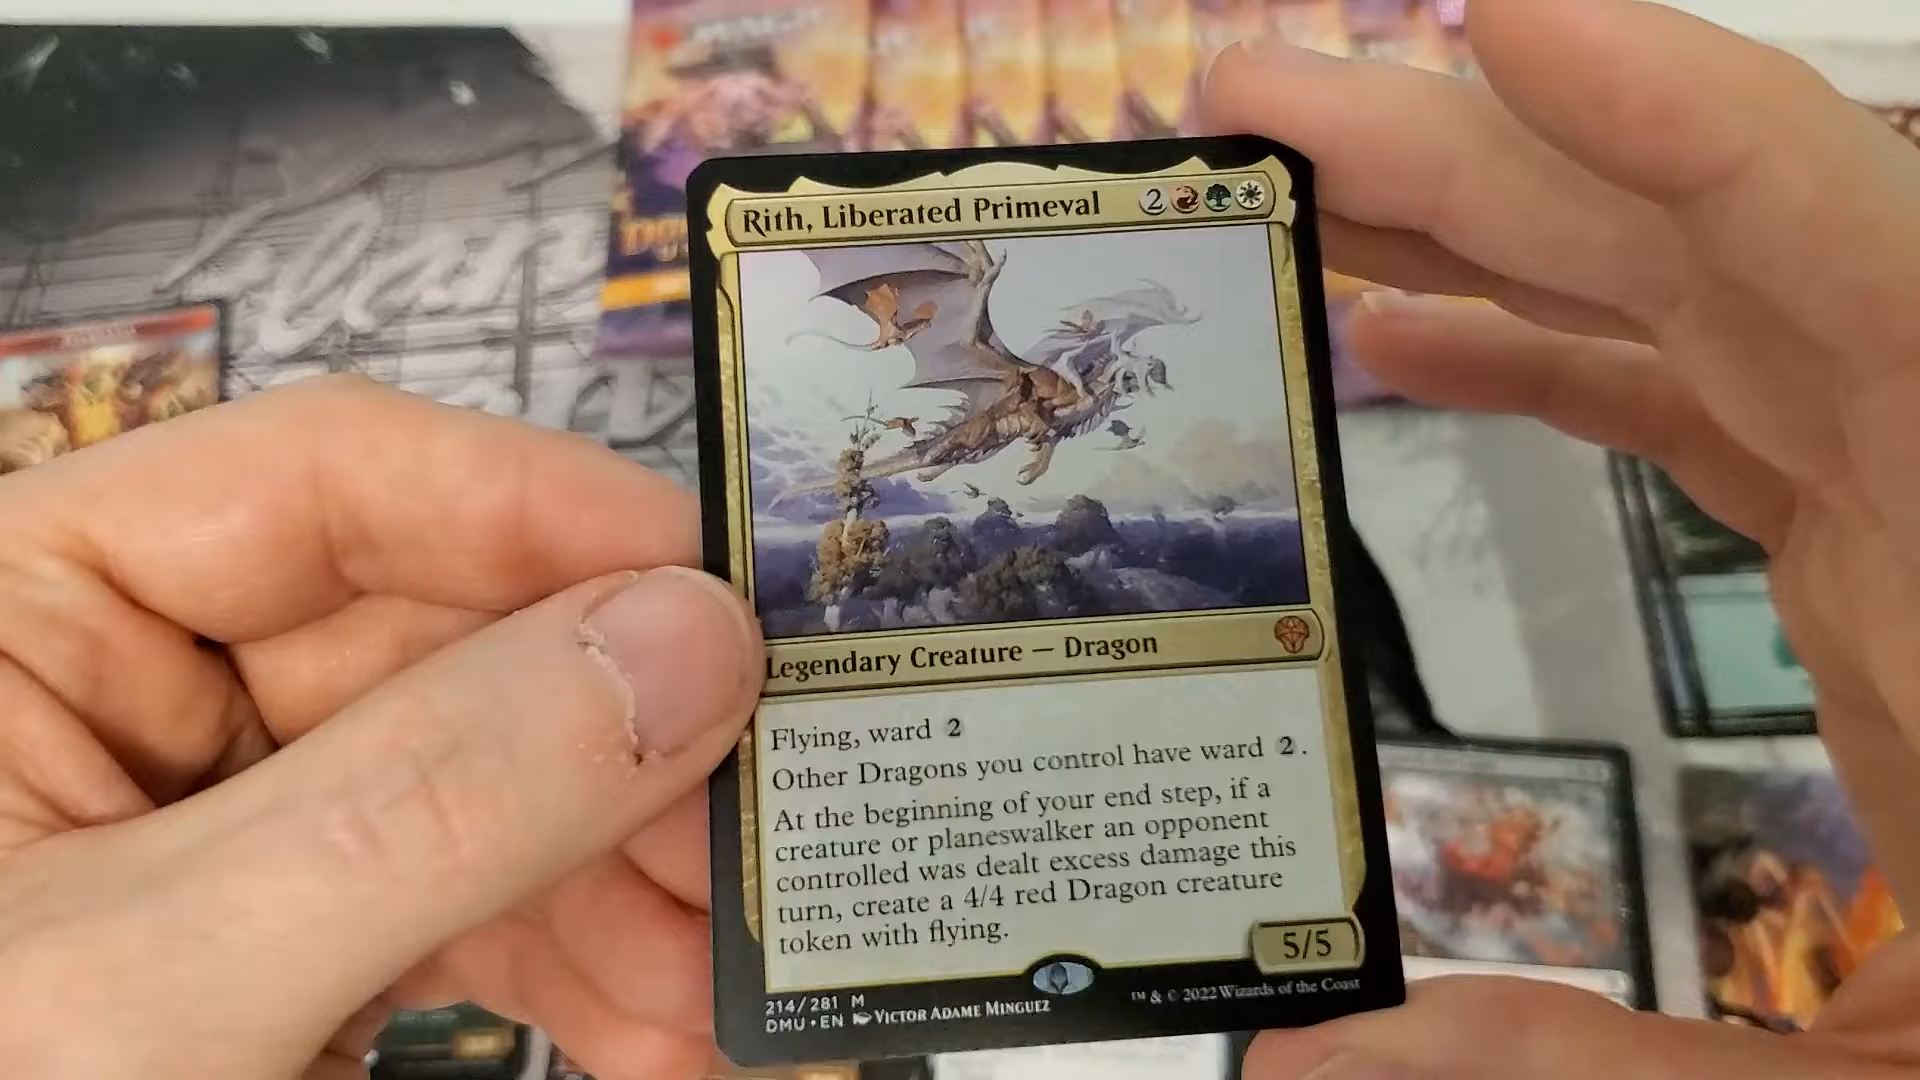 Rith, Liberated Primeval 2
Legendary Creature — Dragon
Flying, ward 2
Other Dragons you control have ward 2.
At the beginning of your end step, if a
creature or planeswalker an opponent
controlled was dealt excess damage this
turn, create a 4/4 red Dragon creature
token with flying.
5/5
214/281 M
DMU • EN Victor Adame Minguez
™ & © 2022 Wizards of the Coast